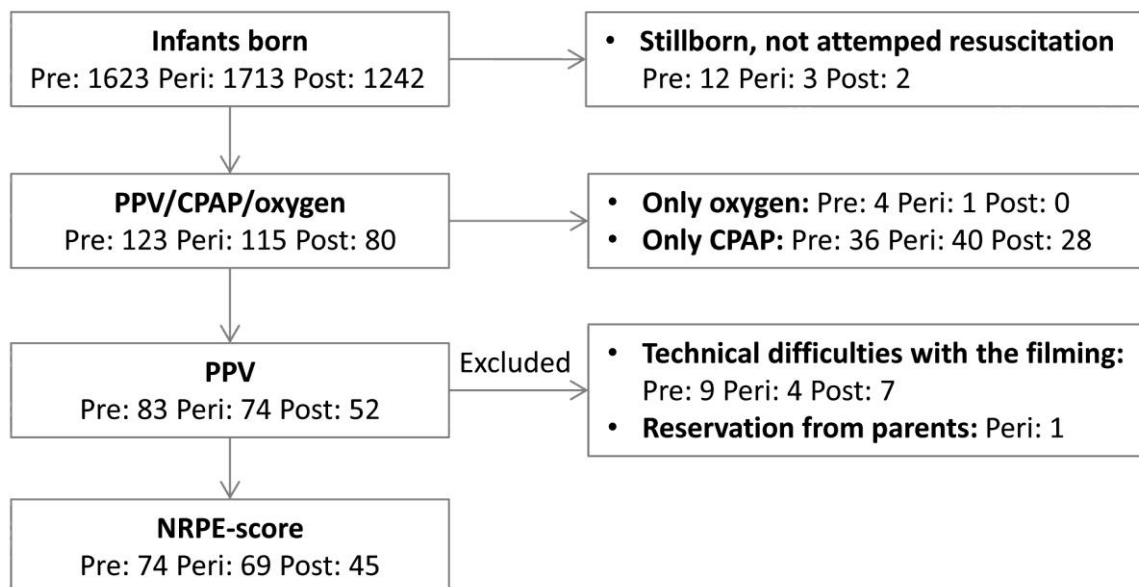 Infants born
Pre: 1623 Peri: 1713 Post: 1242
• Stillborn, not attemped resuscitation
Pre: 12 Peri: 3 Post: 2
PPV/CPAP/oxygen
Pre: 123 Peri: 115 Post: 80
• Only oxygen: Pre: 4 Peri: 1 Post: 0
• Only CPAP: Pre: 36 Peri: 40 Post: 28
PPV
Pre: 83 Peri: 74 Post: 52
Excluded
• Technical difficulties with the filming:
Pre: 9 Peri: 4 Post: 7
• Reservation from parents: Peri: 1
NRPE-score
Pre: 74 Peri: 69 Post: 45